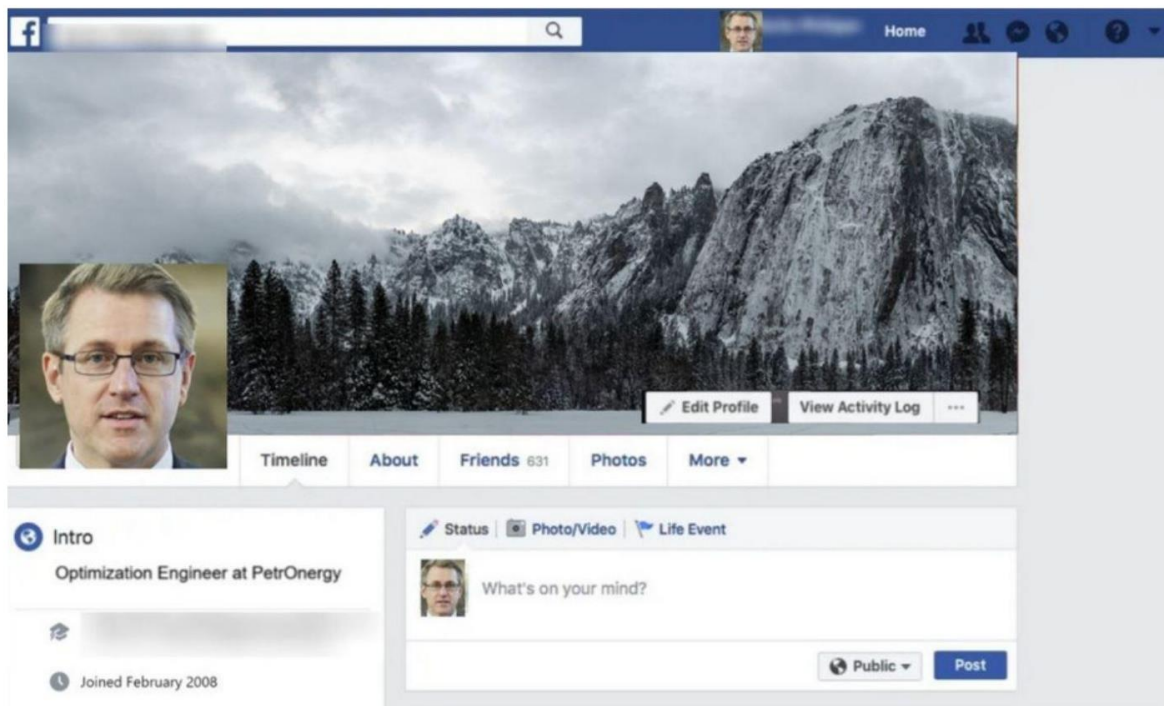 f
Home
Edit Profile
View Activity Log
Timeline
About
Friends 631
Photos
More
Intro
Optimization Engineer at PetrOnergy
Joined February 2008
Status
Photo/Video
Life Event
What's on your mind?
Public
Post